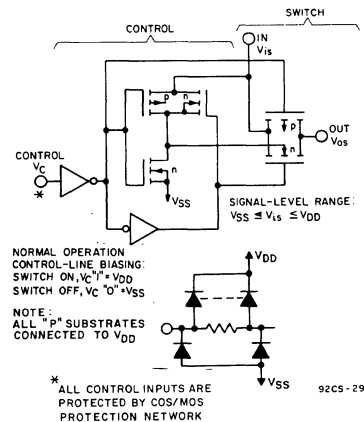 SWITCH
CONTROL
IN
Vis
p n
p
n
OUT
Vos
CONTROL
VC
*
n
VSS
SIGNAL-LEVEL RANGE:
VSS ≤ Vis ≤ VDD
NORMAL OPERATION
CONTROL-LINE BIASING:
SWITCH ON, VC "1" = VDD
SWITCH OFF, VC "0" = VSS
VDD
NOTE:
ALL "P" SUBSTRATES
CONNECTED TO VDD
VSS
* ALL CONTROL INPUTS ARE
PROTECTED BY COS/MOS
PROTECTION NETWORK
92CS-29